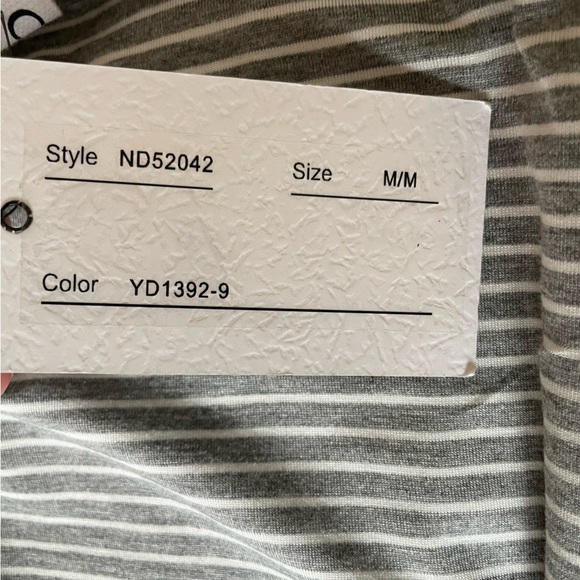 Style ND52042 Size M/M
Color YD1392-9